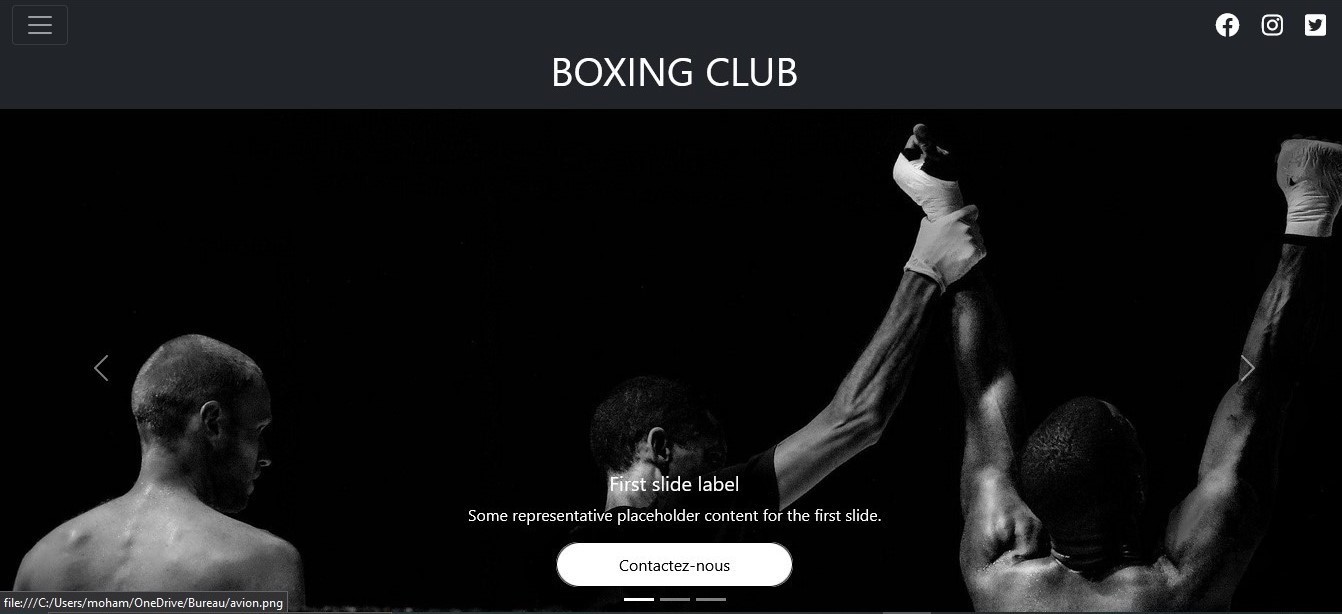 BOXING CLUB
First slide label
Some representative placeholder content for the first slide.
Contactez-nous
file:///C:/Users/moham/OneDrive/Bureau/avion.png